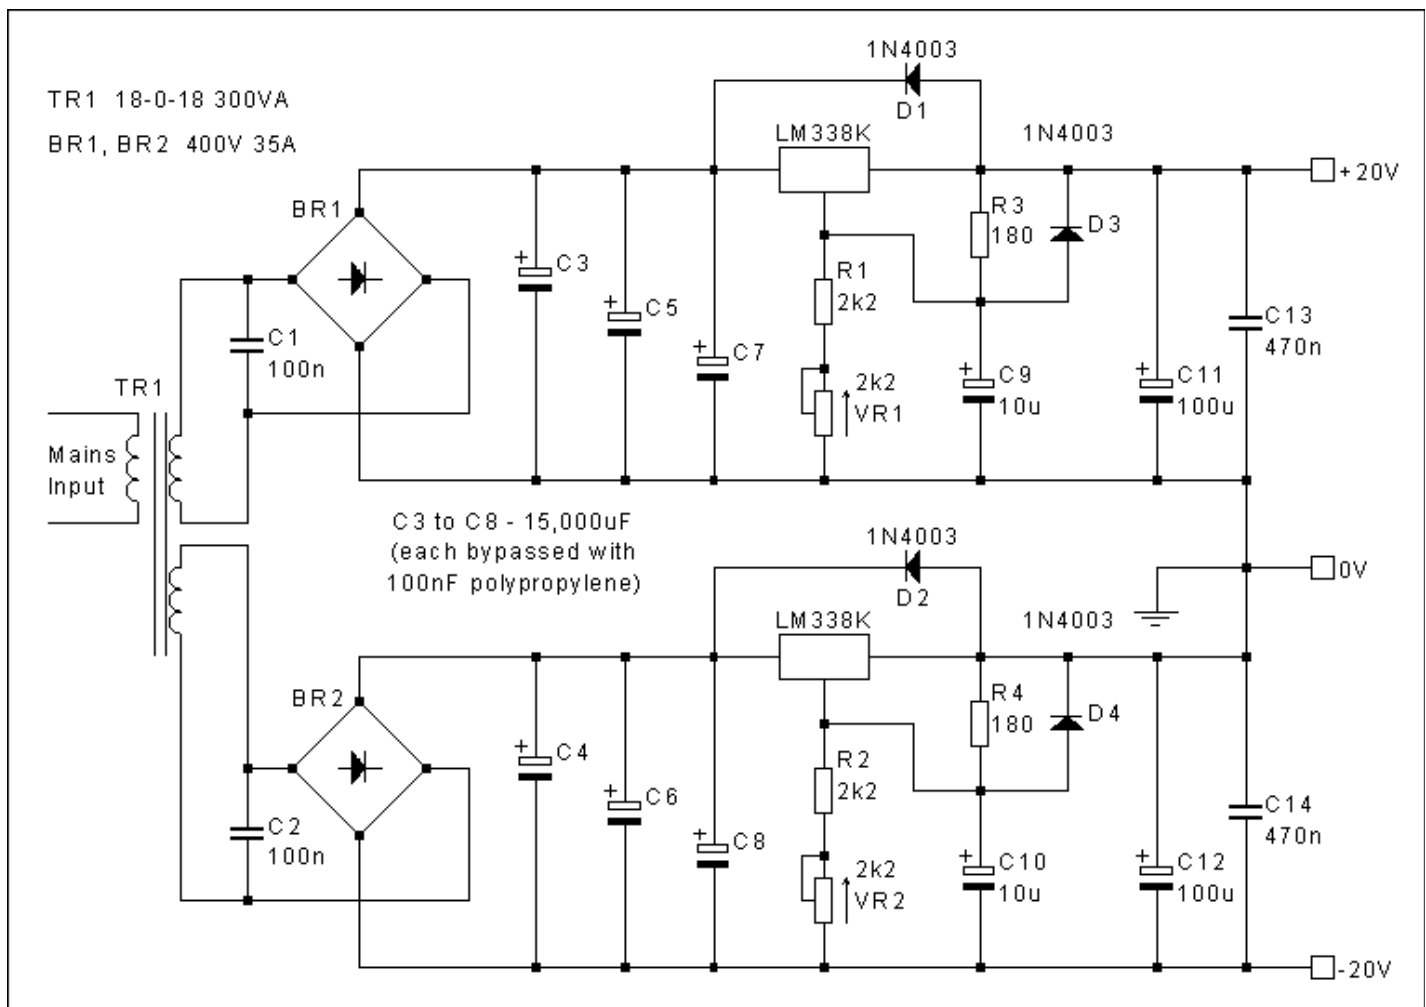 1N4003
D1
TR1 18-0-18 300VA
BR1, BR2 400V 35A
LM338K
1N4003
+20V
BR1
R3
180
D3
C3
R1
2k2
C5
C1
100n
C7
C13
470n
TR1
2k2
VR1
C9
10u
C11
100u
Mains
Input
C3 to C8 - 15,000uF
(each bypassed with
100nF polypropylene)
1N4003
D2
0V
LM338K
1N4003
BR2
R4
180
D4
C4
R2
2k2
C6
C2
100n
C8
C14
470n
2k2
VR2
C10
10u
C12
100u
-20V